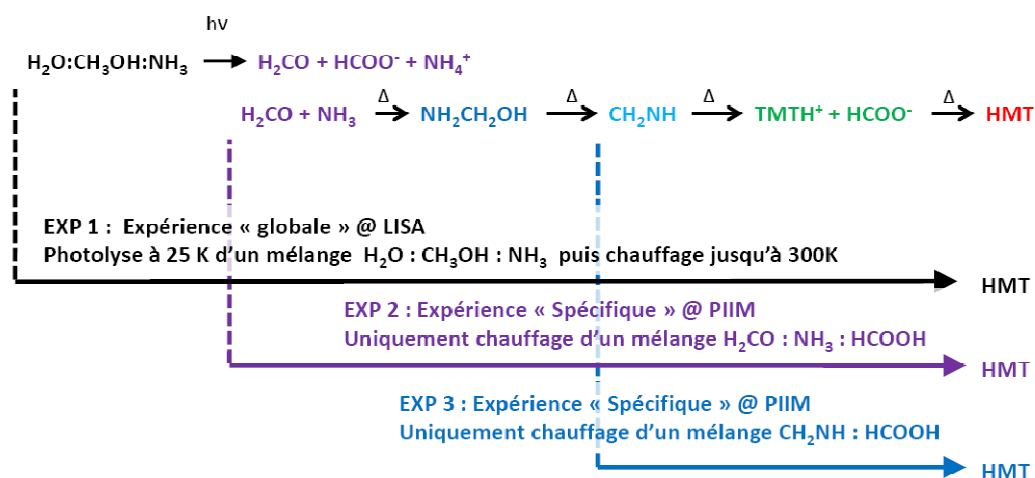 hν
H₂O:CH₃OH:NH₃ → H₂CO + HCOO⁻ + NH₄⁺
H₂CO + NH₃ Δ→ NH₂CH₂OH Δ→ CH₂NH Δ→ TMTH⁺ + HCOO⁻ Δ→ HMT
EXP 1 : Expérience « globale » @ LISA
Photolyse à 25 K d'un mélange H₂O : CH₃OH : NH₃ puis chauffage jusqu'à 300K
HMT
EXP 2 : Expérience « Spécifique » @ PIIM
Uniquement chauffage d'un mélange H₂CO : NH₃ : HCOOH
HMT
EXP 3 : Expérience « Spécifique » @ PIIM
Uniquement chauffage d'un mélange CH₂NH : HCOOH
HMT